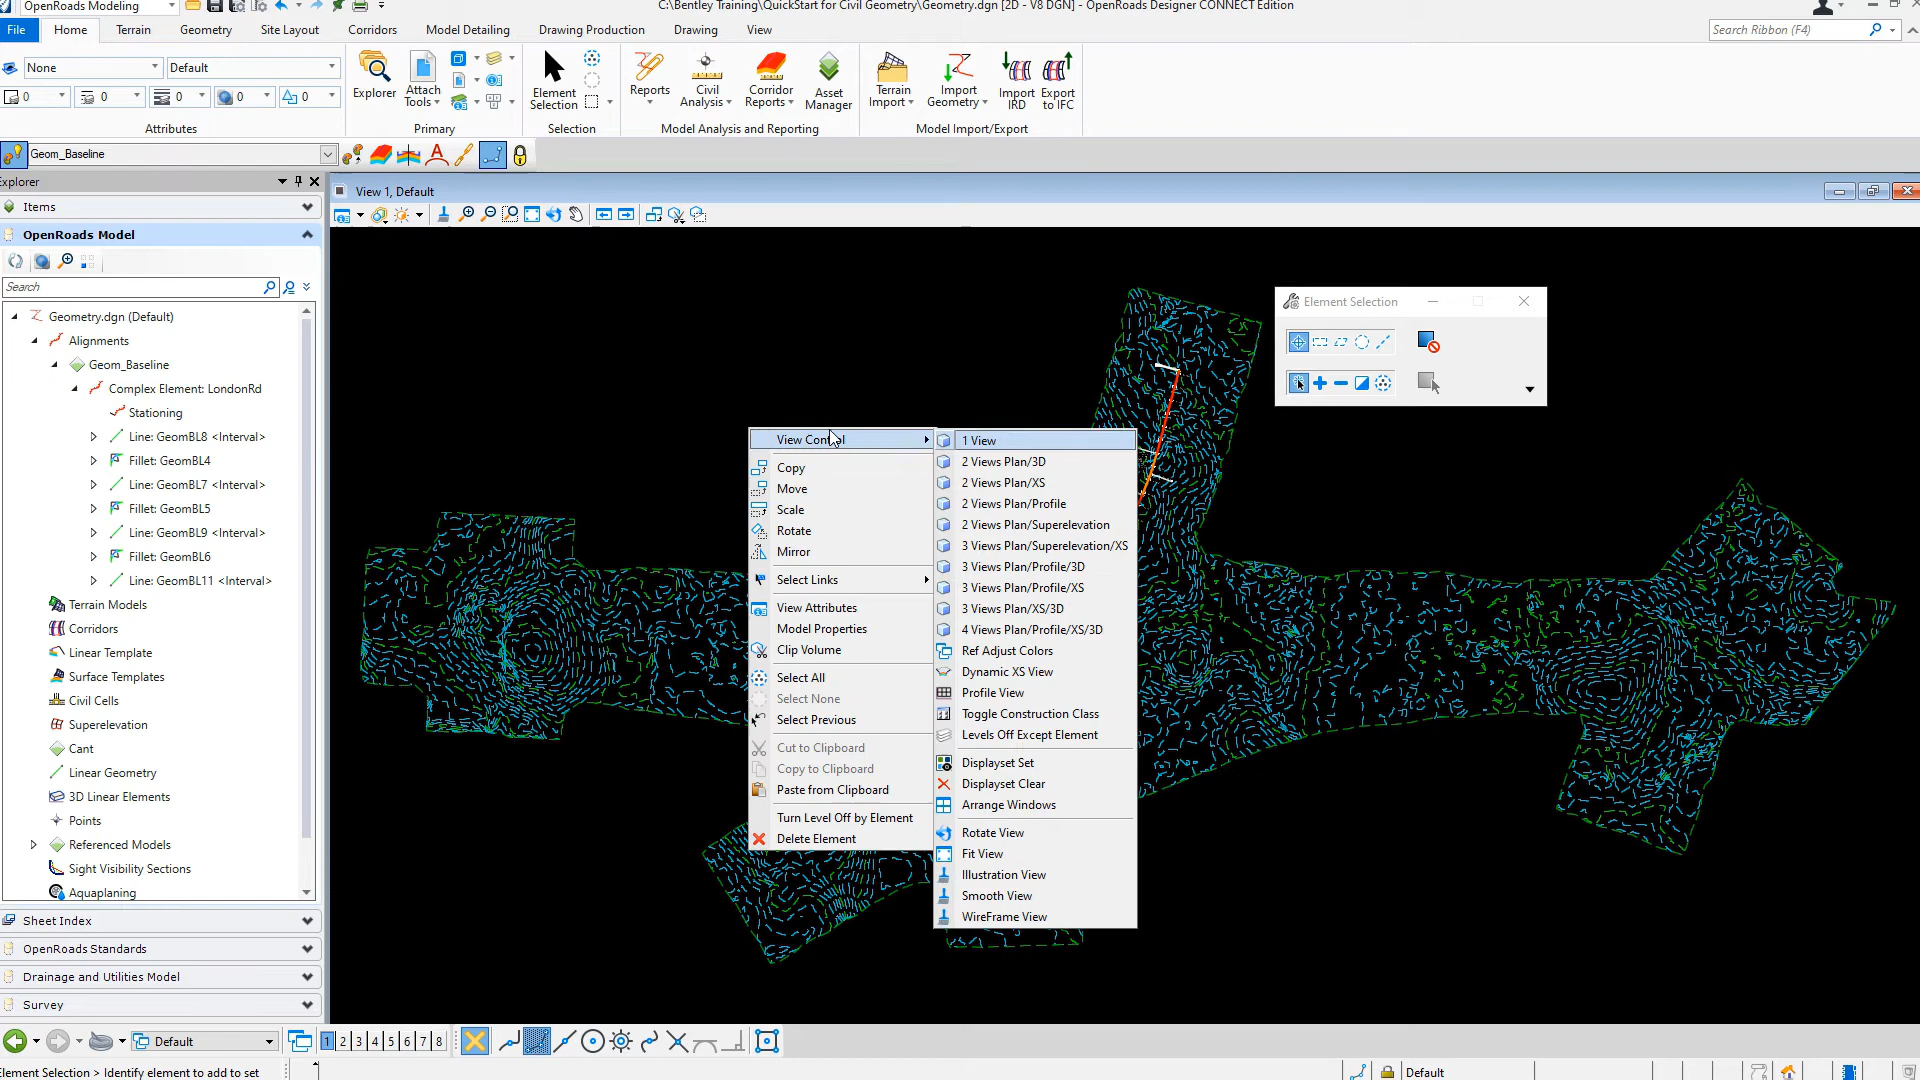 OpenRoads Modeling
C:\Bentley Training\QuickStart for Civil Geometry\Geometry.dgn [2D - V8 DGN] - OpenRoads Designer CONNECT Edition
File Home Terrain Geometry Site Layout Corridors Model Detailing Drawing Production Drawing View
Search Ribbon (F4)
None
Default
0 0 0 0 0
Attributes
Explorer
Attach Tools
Primary
Element Selection
Selection
Reports
Civil Analysis
Corridor Reports
Asset Manager
Model Analysis and Reporting
Terrain Import
Import Geometry
Import IRD
Export to IFC
Model Import/Export
Geom_Baseline
Explorer
View 1, Default
Items
OpenRoads Model
Search
Geometry.dgn (Default)
Alignments
Geom_Baseline
Complex Element: LondonRd
Stationing
Line: GeomBL8 <Interval>
Fillet: GeomBL4
Line: GeomBL7 <Interval>
Fillet: GeomBL5
Line: GeomBL9 <Interval>
Fillet: GeomBL6
Line: GeomBL11 <Interval>
Terrain Models
Corridors
Linear Template
Surface Templates
Civil Cells
Superelevation
Cant
Linear Geometry
3D Linear Elements
Points
Referenced Models
Sight Visibility Sections
Aquaplaning
Sheet Index
OpenRoads Standards
Drainage and Utilities Model
Survey
Element Selection
View Control
Copy
Move
Scale
Rotate
Mirror
Select Links
View Attributes
Model Properties
Clip Volume
Select All
Select None
Select Previous
Cut to Clipboard
Copy to Clipboard
Paste from Clipboard
Turn Level Off by Element
Delete Element
1 View
2 Views Plan/3D
2 Views Plan/XS
2 Views Plan/Profile
2 Views Plan/Superelevation
3 Views Plan/Superelevation/XS
3 Views Plan/Profile/3D
3 Views Plan/Profile/XS
3 Views Plan/XS/3D
4 Views Plan/Profile/XS/3D
Ref Adjust Colors
Dynamic XS View
Profile View
Toggle Construction Class
Levels Off Except Element
Displayset Set
Displayset Clear
Arrange Windows
Rotate View
Fit View
Illustration View
Smooth View
WireFrame View
Default
1 2 3 4 5 6 7 8
Element Selection > Identify element to add to set
Default